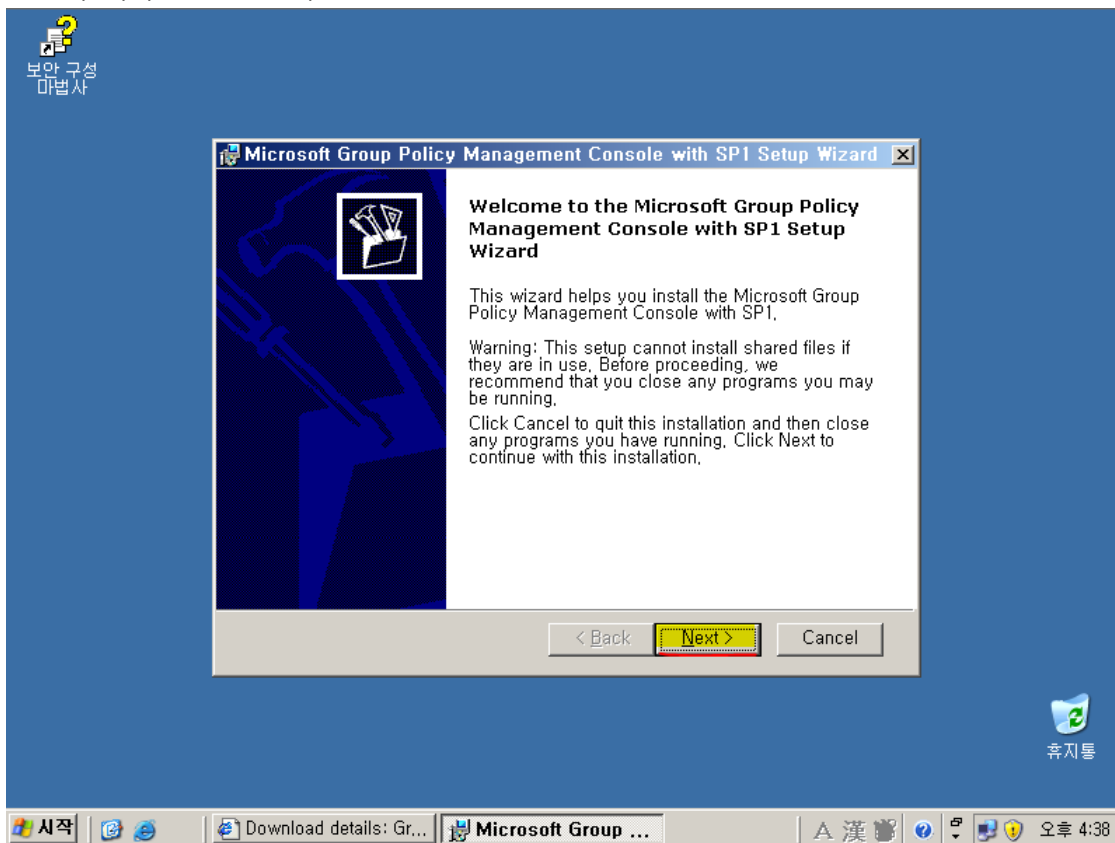 보안 구성
마법사
Microsoft Group Policy Management Console with SP1 Setup Wizard
Welcome to the Microsoft Group Policy
Management Console with SP1 Setup
Wizard
This wizard helps you install the Microsoft Group
Policy Management Console with SP1.
Warning: This setup cannot install shared files if
they are in use. Before proceeding, we
recommend that you close any programs you may
be running.
Click Cancel to quit this installation and then close
any programs you have running. Click Next to
continue with this installation.
< Back
Next >
Cancel
휴지통
시작
Download details: Gr...
Microsoft Group ...
A 漢
오후 4:38